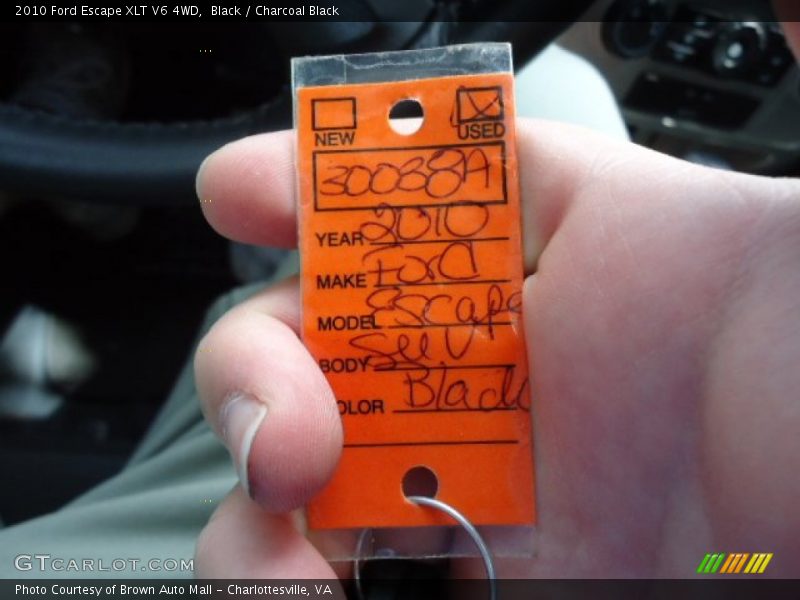 2010 Ford Escape XLT V6 4WD, Black / Charcoal Black
NEW
USED
30038A
YEAR 2010
MAKE Ford
MODEL Escape
BODY SUV
OLOR Black
GTCARLOT.COM
Photo Courtesy of Brown Auto Mall - Charlottesville, VA